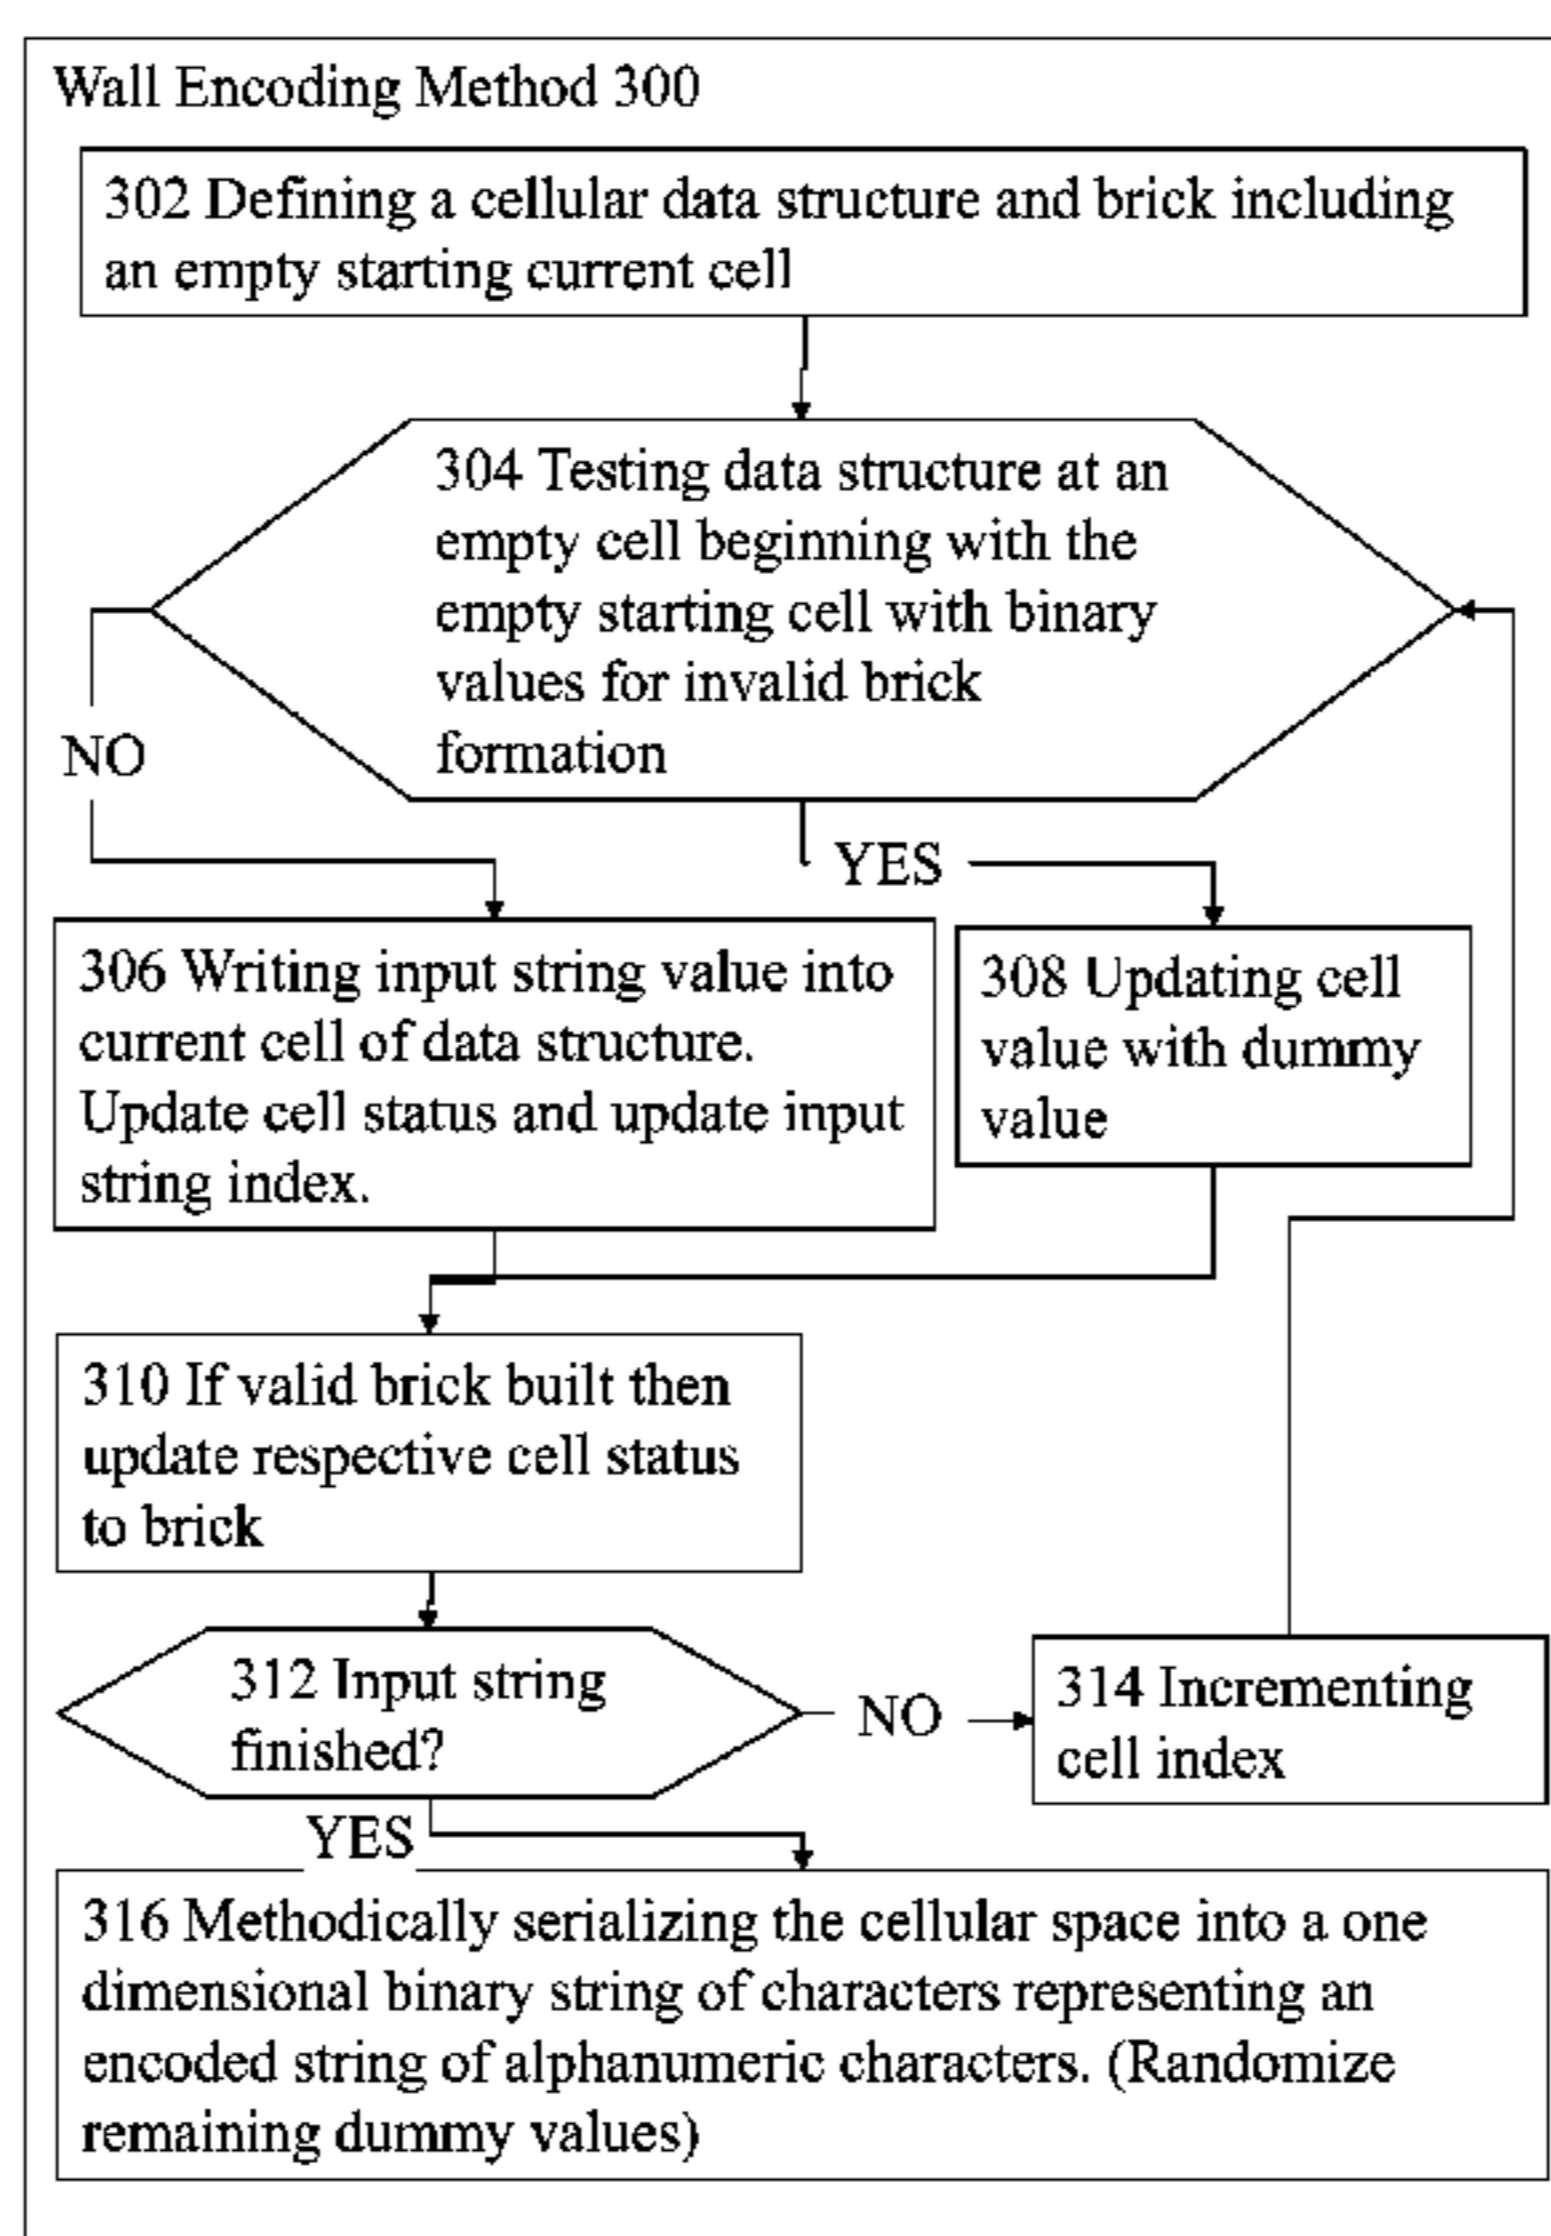 Wall Encoding Method 300
302 Defining a cellular data structure and brick including
an empty starting current cell
304 Testing data structure at an
empty cell beginning with the
empty starting cell with binary
values for invalid brick
formation
NO
YES
306 Writing input string value into
current cell of data structure.
Update cell status and update input
string index.
308 Updating cell
value with dummy
value
310 If valid brick built then
update respective cell status
to brick
312 Input string
finished?
NO
314 Incrementing
cell index
YES
316 Methodically serializing the cellular space into a one
dimensional binary string of characters representing an
encoded string of alphanumeric characters. (Randomize
remaining dummy values)